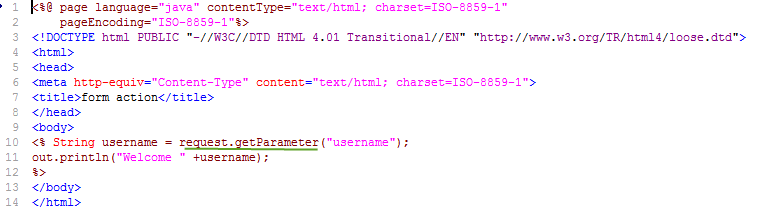 1 <%@ page language="java" contentType="text/html; charset=ISO-8859-1"
2 pageEncoding="ISO-8859-1"%>
3 <!DOCTYPE html PUBLIC "-//W3C//DTD HTML 4.01 Transitional//EN" "http://www.w3.org/TR/html4/loose.dtd">
4 <html>
5 <head>
6 <meta http-equiv="Content-Type" content="text/html; charset=ISO-8859-1">
7 <title>form action</title>
8 </head>
9 <body>
10 <% String username = request.getParameter("username");
11 out.println("Welcome " +username);
12 %>
13 </body>
14 </html>